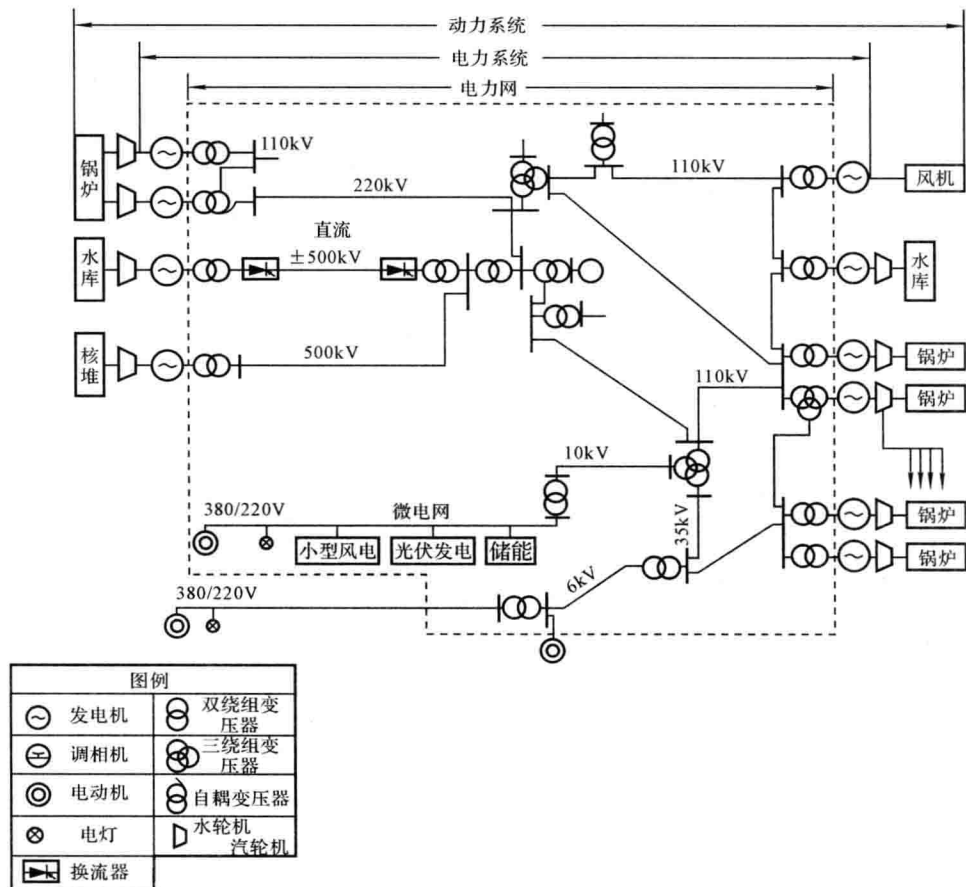 动力系统
电力系统
电力网
锅炉
110kV
110kV
风机
220kV
水库
直流
±500kV
水库
核堆
500kV
锅炉
110kV
锅炉
10kV
380/220V
微电网
35kV
小型风电
光伏发电
储能
锅炉
锅炉
6kV
380/220V
图例
发电机
双绕组变
压器
调相机
三绕组变
压器
电动机
自耦变压器
电灯
水轮机
汽轮机
换流器